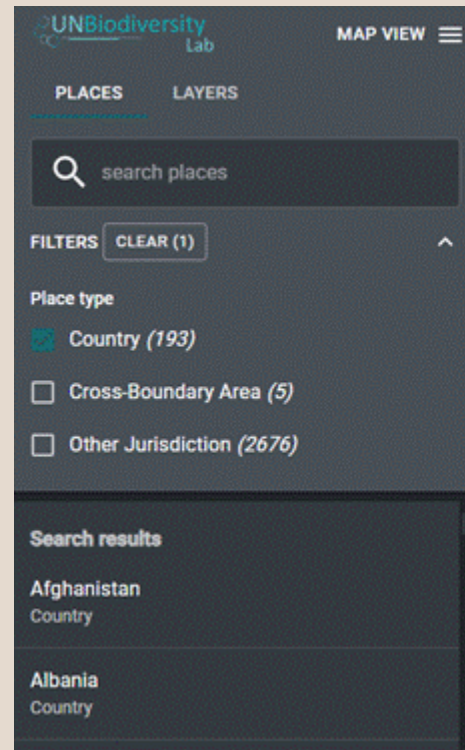 UNBiodiversity
Lab
MAP VIEW
PLACES LAYERS
search places
FILTERS CLEAR (1)
Place type
Country (193)
Cross-Boundary Area (5)
Other Jurisdiction (2676)
Search results
Afghanistan
Country
Albania
Country